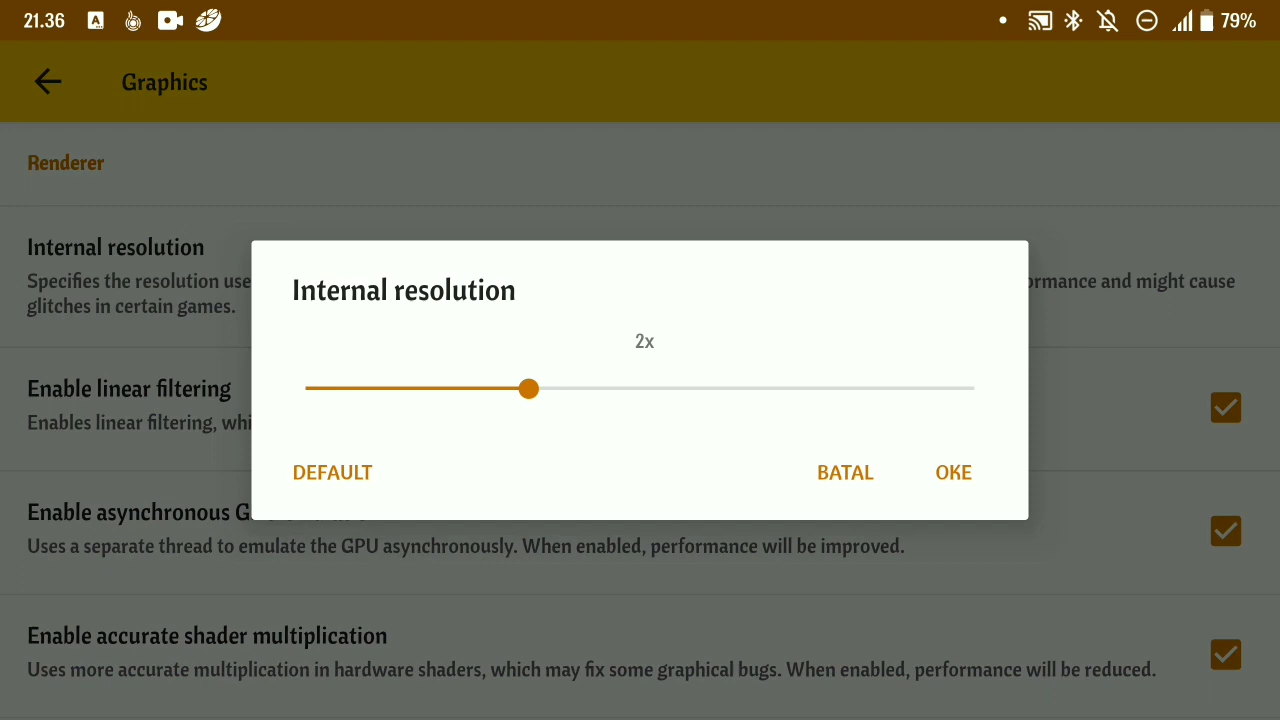 21.36
A
79%
Graphics
Renderer
Internal resolution
Specifies the resolution use
ormance and might cause
glitches in certain games.
Internal resolution
2x
DEFAULT
BATAL
OKE
Enable linear filtering
Enables linear filtering, whi
Enable asynchronous G
Uses a separate thread to emulate the GPU asynchronously. When enabled, performance will be improved.
Enable accurate shader multiplication
Uses more accurate multiplication in hardware shaders, which may fix some graphical bugs. When enabled, performance will be reduced.